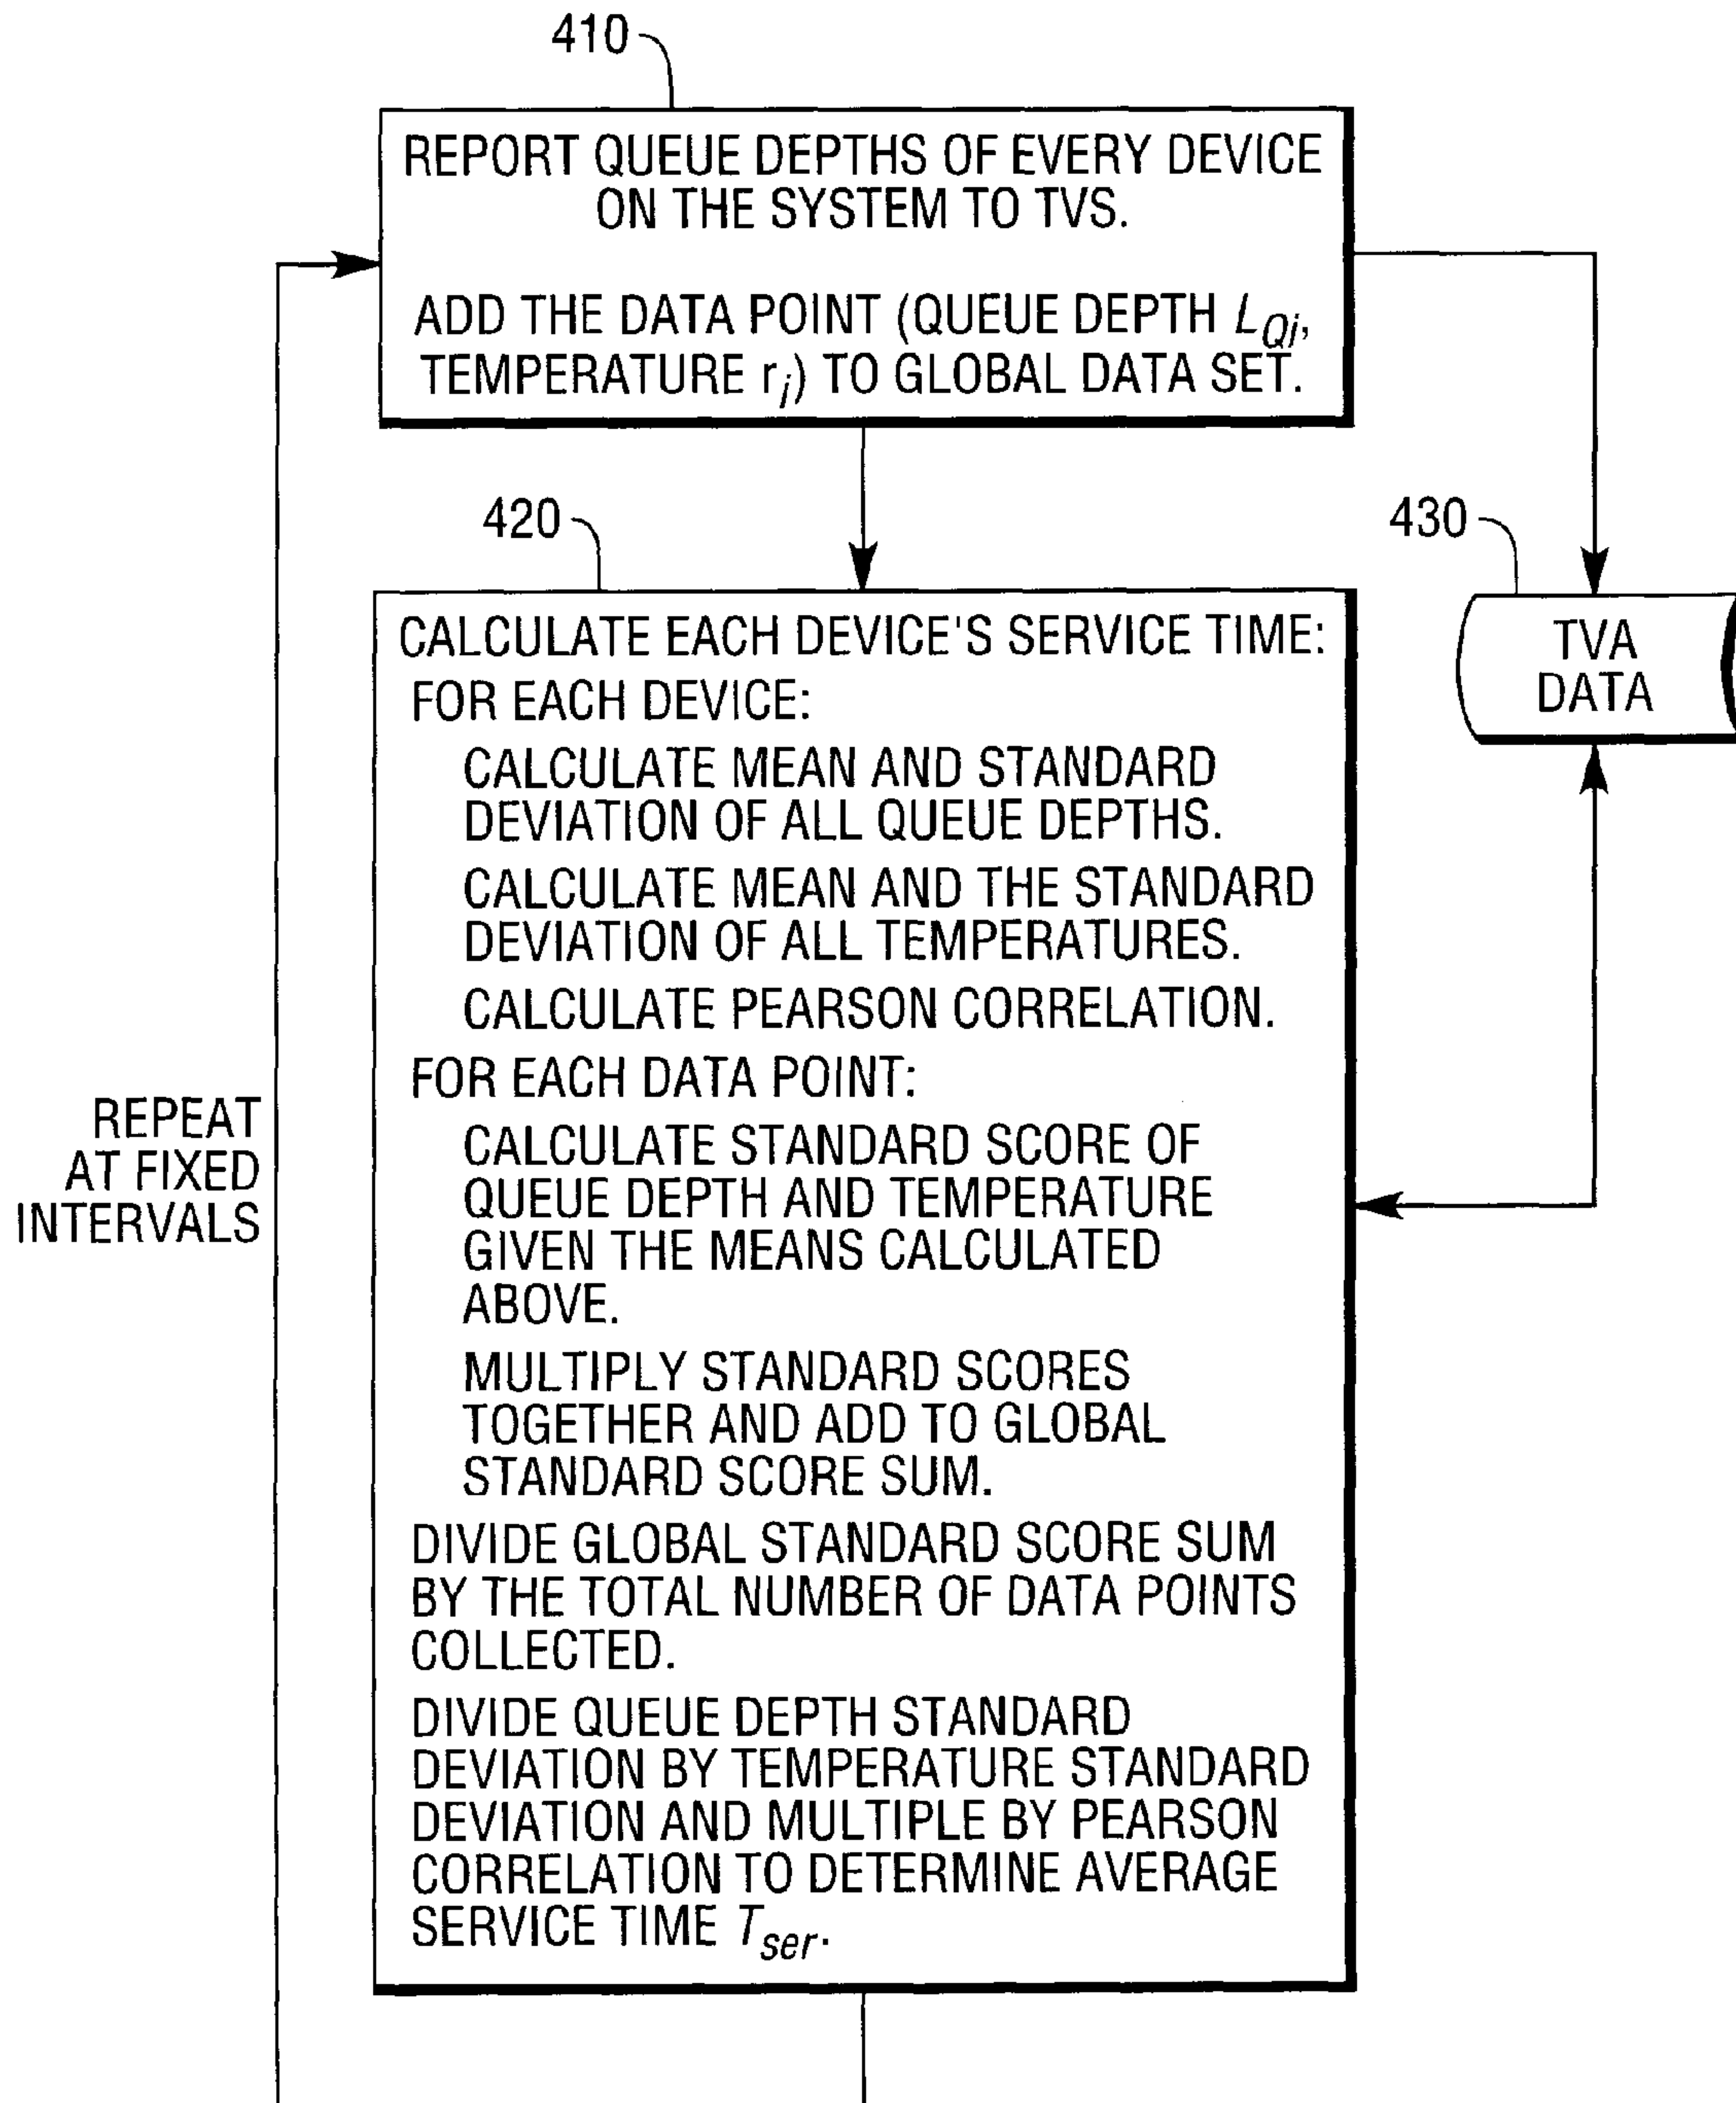 410
REPORT QUEUE DEPTHS OF EVERY DEVICE
ON THE SYSTEM TO TVS.
ADD THE DATA POINT (QUEUE DEPTH L_Qi,
TEMPERATURE r_i) TO GLOBAL DATA SET.
420
430
CALCULATE EACH DEVICE'S SERVICE TIME:
FOR EACH DEVICE:
CALCULATE MEAN AND STANDARD
DEVIATION OF ALL QUEUE DEPTHS.
CALCULATE MEAN AND THE STANDARD
DEVIATION OF ALL TEMPERATURES.
CALCULATE PEARSON CORRELATION.
FOR EACH DATA POINT:
CALCULATE STANDARD SCORE OF
QUEUE DEPTH AND TEMPERATURE
GIVEN THE MEANS CALCULATED
ABOVE.
MULTIPLY STANDARD SCORES
TOGETHER AND ADD TO GLOBAL
STANDARD SCORE SUM.
DIVIDE GLOBAL STANDARD SCORE SUM
BY THE TOTAL NUMBER OF DATA POINTS
COLLECTED.
DIVIDE QUEUE DEPTH STANDARD
DEVIATION BY TEMPERATURE STANDARD
DEVIATION AND MULTIPLE BY PEARSON
CORRELATION TO DETERMINE AVERAGE
SERVICE TIME T_ser.
TVA
DATA
REPEAT
AT FIXED
INTERVALS